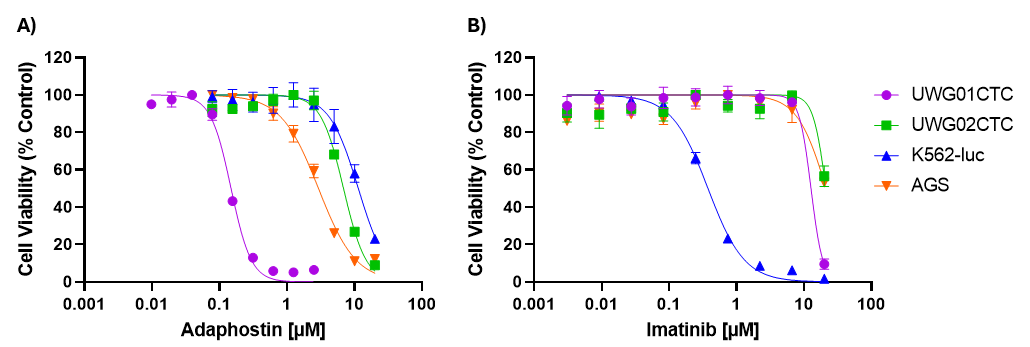 A)
120
100
80
60
40
20
0
Cell Viability (% Control)
0.001
0.01
0.1
1
10
100
Adaphostin [µM]
B)
120
100
80
60
40
20
0
Cell Viability (% Control)
0.001
0.01
0.1
1
10
100
Imatinib [µM]
UWG01CTC
UWG02CTC
K562-luc
AGS